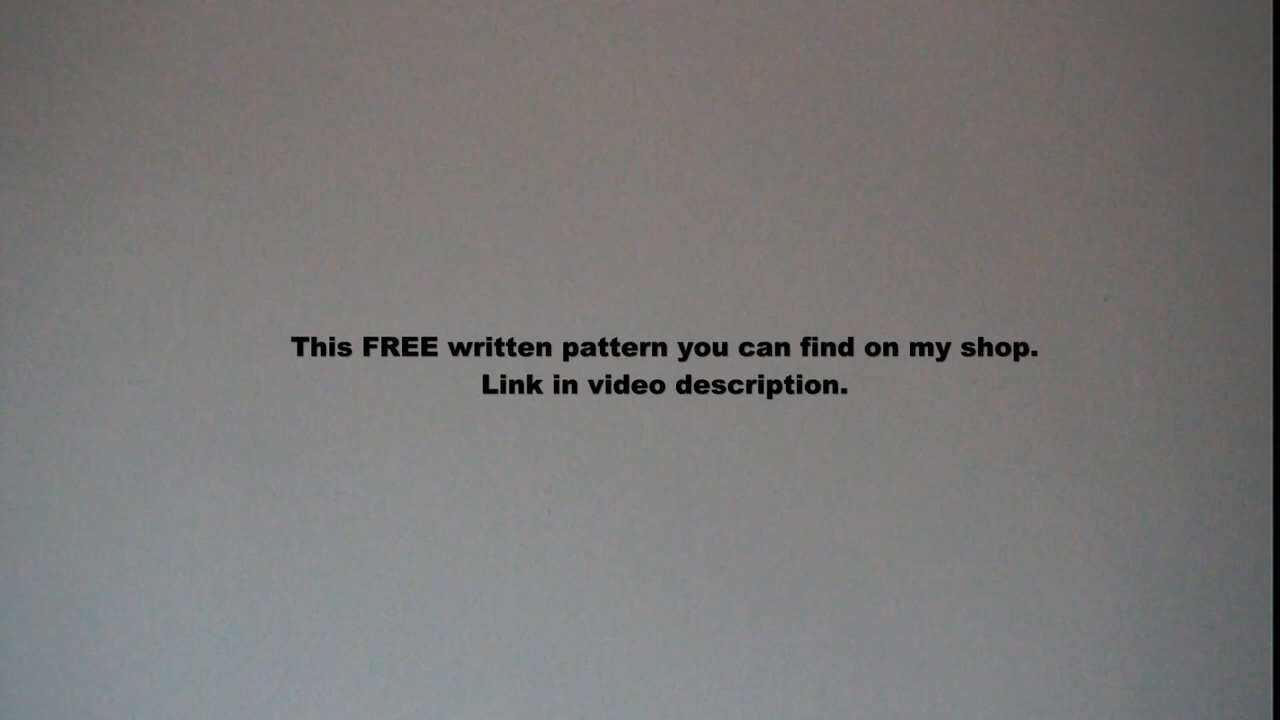 This FREE written pattern you can find on my shop.
Link in video description.